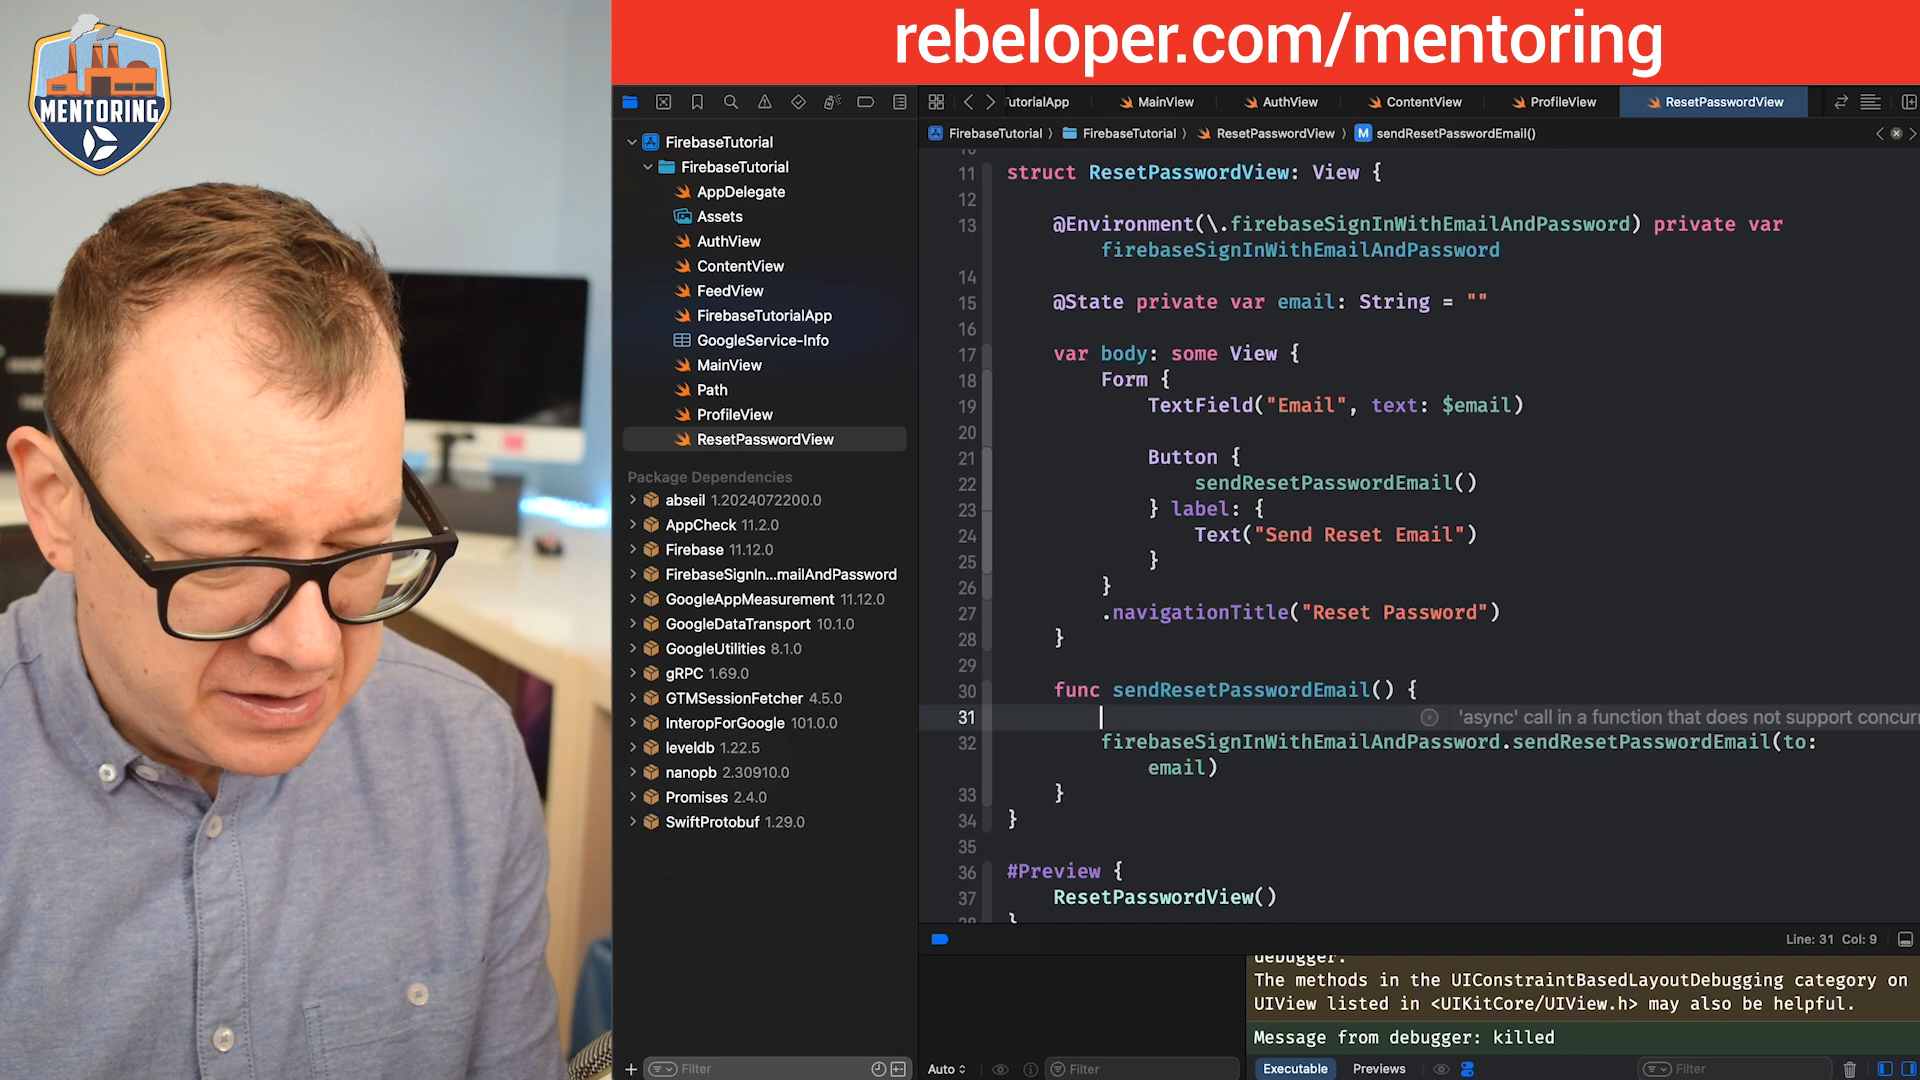 rebeloper.com/mentoring
MENTORING
utorialApp
MainView
AuthView
ContentView
ProfileView
ResetPasswordView
FirebaseTutorial
FirebaseTutorial
ResetPasswordView
M sendResetPasswordEmail()
FirebaseTutorial
FirebaseTutorial
AppDelegate
Assets
AuthView
ContentView
FeedView
FirebaseTutorialApp
GoogleService-Info
MainView
Path
ProfileView
ResetPasswordView
Package Dependencies
abseil 1.2024072200.0
AppCheck 11.2.0
Firebase 11.12.0
FirebaseSignIn...mailAndPassword
GoogleAppMeasurement 11.12.0
GoogleDataTransport 10.1.0
GoogleUtilities 8.1.0
gRPC 1.69.0
GTMSessionFetcher 4.5.0
InteropForGoogle 101.0.0
leveldb 1.22.5
nanopb 2.30910.0
Promises 2.4.0
SwiftProtobuf 1.29.0
Filter
11 struct ResetPasswordView: View {
12
13 @Environment(\.firebaseSignInWithEmailAndPassword) private var
firebaseSignInWithEmailAndPassword
14
15 @State private var email: String = ""
16
17 var body: some View {
18 Form {
19 TextField("Email", text: $email)
20
21 Button {
22 sendResetPasswordEmail()
23 } label: {
24 Text("Send Reset Email")
25 }
26 }
27 .navigationTitle("Reset Password")
28 }
29
30 func sendResetPasswordEmail() {
31 'async' call in a function that does not support concurr
32 firebaseSignInWithEmailAndPassword.sendResetPasswordEmail(to:
email)
33 }
34 }
35
36 #Preview {
37 ResetPasswordView()
}
Line: 31 Col: 9
debugger.
The methods in the UIConstraintBasedLayoutDebugging category on
UIView listed in <UIKitCore/UIView.h> may also be helpful.
Message from debugger: killed
Auto
Filter
Executable
Previews
Filter